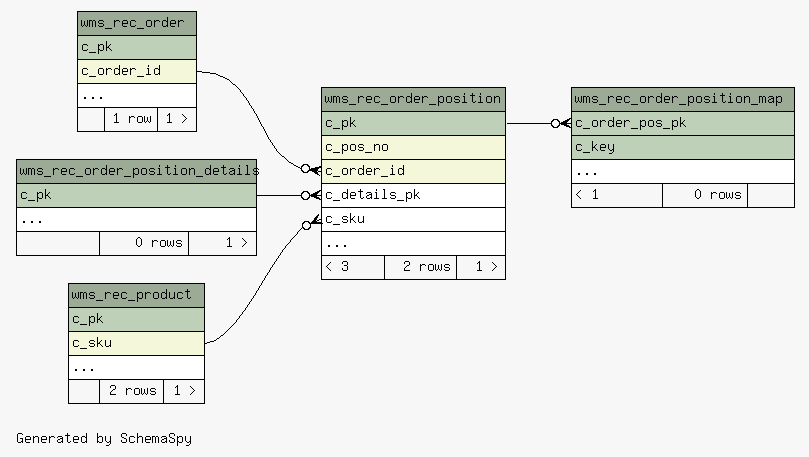 wms_rec_order
c_pk
c_order_id
...
1 row 1 >
wms_rec_order_position_details
c_pk
...
0 rows 1 >
wms_rec_product
c_pk
c_sku
...
2 rows 1 >
wms_rec_order_position
c_pk
c_pos_no
c_order_id
c_details_pk
c_sku
...
< 3 2 rows 1 >
wms_rec_order_position_map
c_order_pos_pk
c_key
...
< 1 0 rows
Generated by SchemaSpy